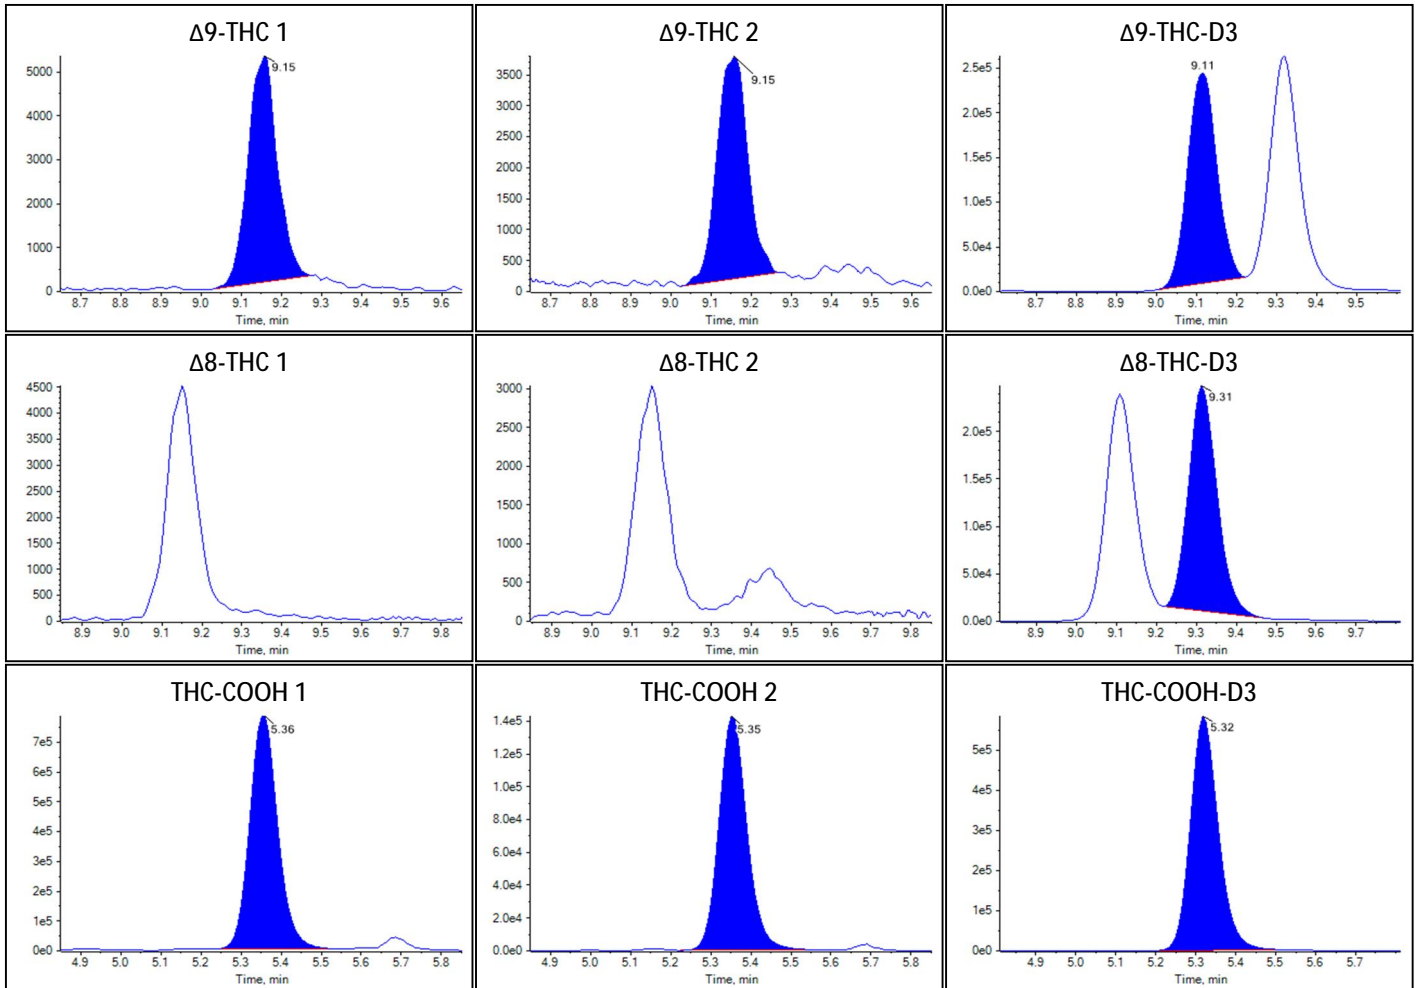 Δ9-THC 1
5000
4000
3000
2000
1000
0
9.15
8.7 8.8 8.9 9.0 9.1 9.2 9.3 9.4 9.5 9.6
Time, min
Δ9-THC 2
3500
3000
2500
2000
1500
1000
500
0
9.15
8.7 8.8 8.9 9.0 9.1 9.2 9.3 9.4 9.5 9.6
Time, min
Δ9-THC-D3
2.5e5
2.0e5
1.5e5
1.0e5
5.0e4
0.0e0
9.11
8.7 8.8 8.9 9.0 9.1 9.2 9.3 9.4 9.5
Time, min
Δ8-THC 1
4500
4000
3500
3000
2500
2000
1500
1000
500
0
8.9 9.0 9.1 9.2 9.3 9.4 9.5 9.6 9.7 9.8
Time, min
Δ8-THC 2
3000
2500
2000
1500
1000
500
0
8.9 9.0 9.1 9.2 9.3 9.4 9.5 9.6 9.7 9.8
Time, min
Δ8-THC-D3
2.0e5
1.5e5
1.0e5
5.0e4
0.0e0
9.31
8.9 9.0 9.1 9.2 9.3 9.4 9.5 9.6 9.7
Time, min
THC-COOH 1
7e5
6e5
5e5
4e5
3e5
2e5
1e5
0e0
5.36
4.9 5.0 5.1 5.2 5.3 5.4 5.5 5.6 5.7 5.8
Time, min
THC-COOH 2
1.4e5
1.2e5
1.0e5
8.0e4
6.0e4
4.0e4
2.0e4
0.0e0
5.35
4.9 5.0 5.1 5.2 5.3 5.4 5.5 5.6 5.7 5.8
Time, min
THC-COOH-D3
5e5
4e5
3e5
2e5
1e5
0e0
5.32
4.9 5.0 5.1 5.2 5.3 5.4 5.5 5.6 5.7
Time, min